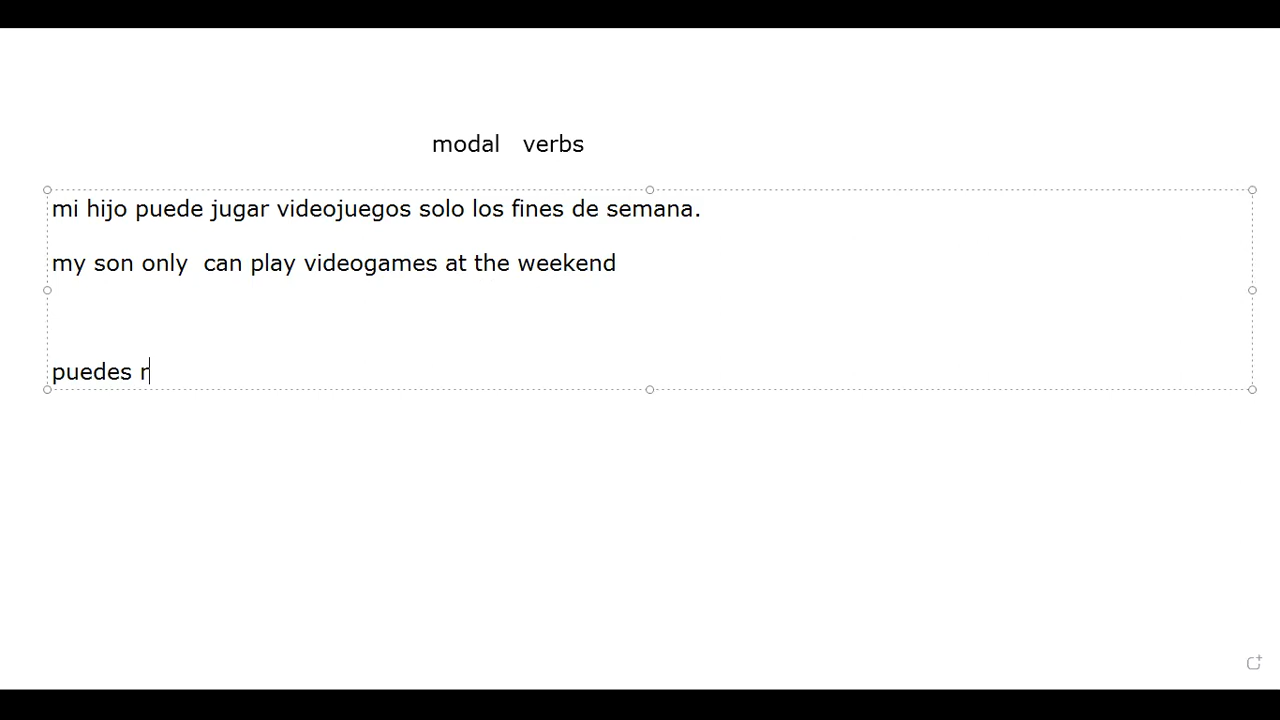 modal verbs
mi hijo puede jugar videojuegos solo los fines de semana.
my son only can play videogames at the weekend
puedes r